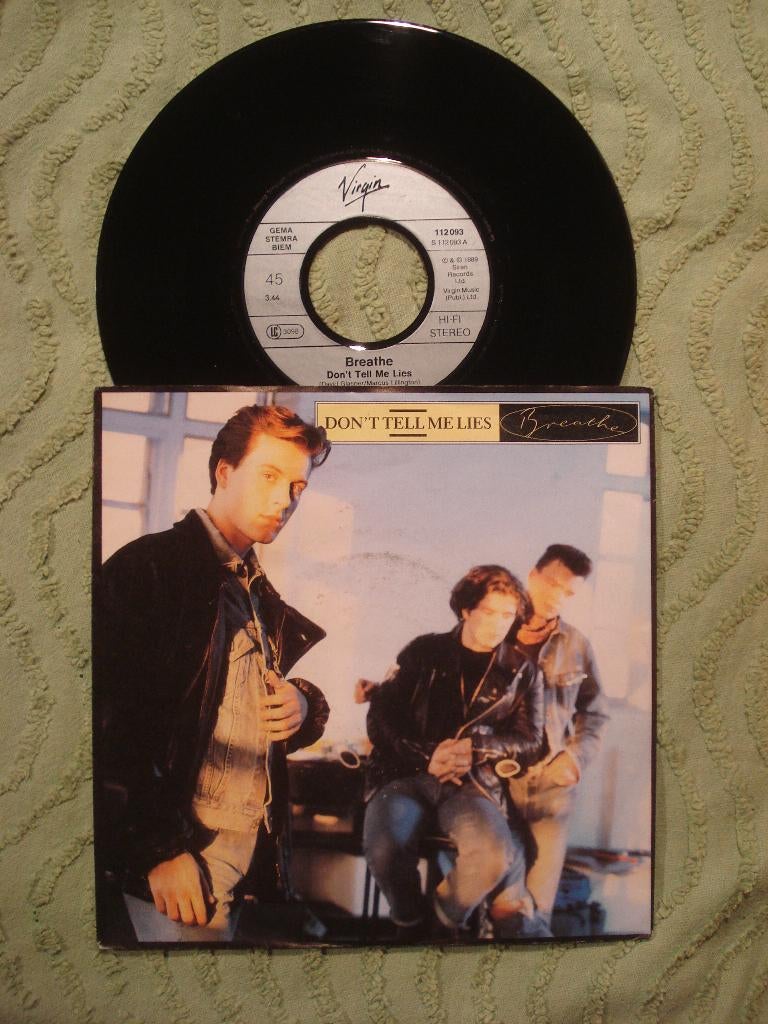 Virgin
GEMA
STEMRA
BIEM
112 093
S 112 093 A
45
3.44
℗ & © 1989
Siren
Records
Ltd.
Virgin Music
(Publ.) Ltd.
LC 3098
HI-FI
STEREO
Breathe
Don't Tell Me Lies
(David Glasper/Marcus Lillington)
DON'T TELL ME LIES Breathe